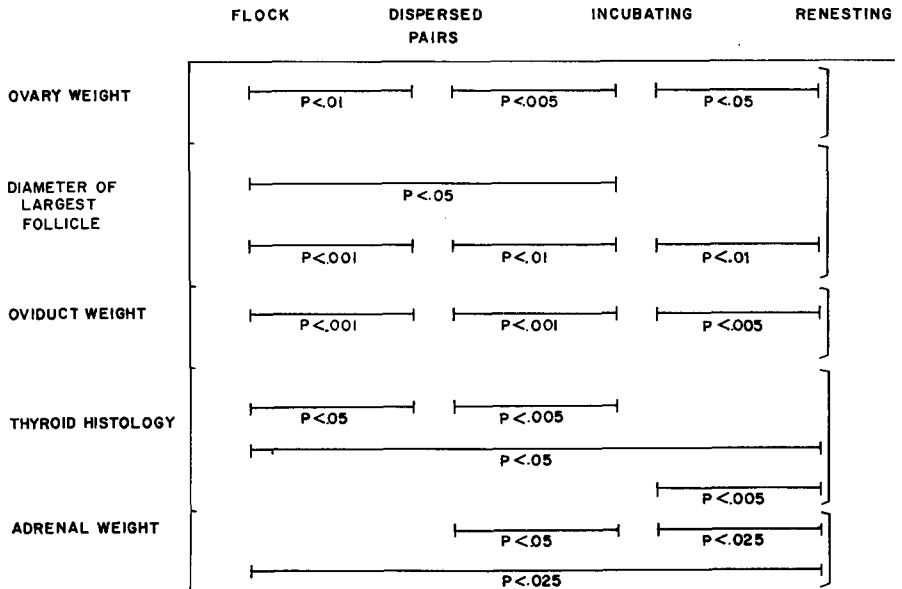 FLOCK DISPERSED PAIRS INCUBATING RENESTING
OVARY WEIGHT
P<.01 P<.005 P<.05
DIAMETER OF
LARGEST
FOLLICLE
P<.05
P<.001 P<.01 P<.01
OVIDUCT WEIGHT
P<.001 P<.001 P<.005
THYROID HISTOLOGY
P<.05 P<.005
P<.05
P<.005
ADRENAL WEIGHT
P<.05 P<.025
P<.025